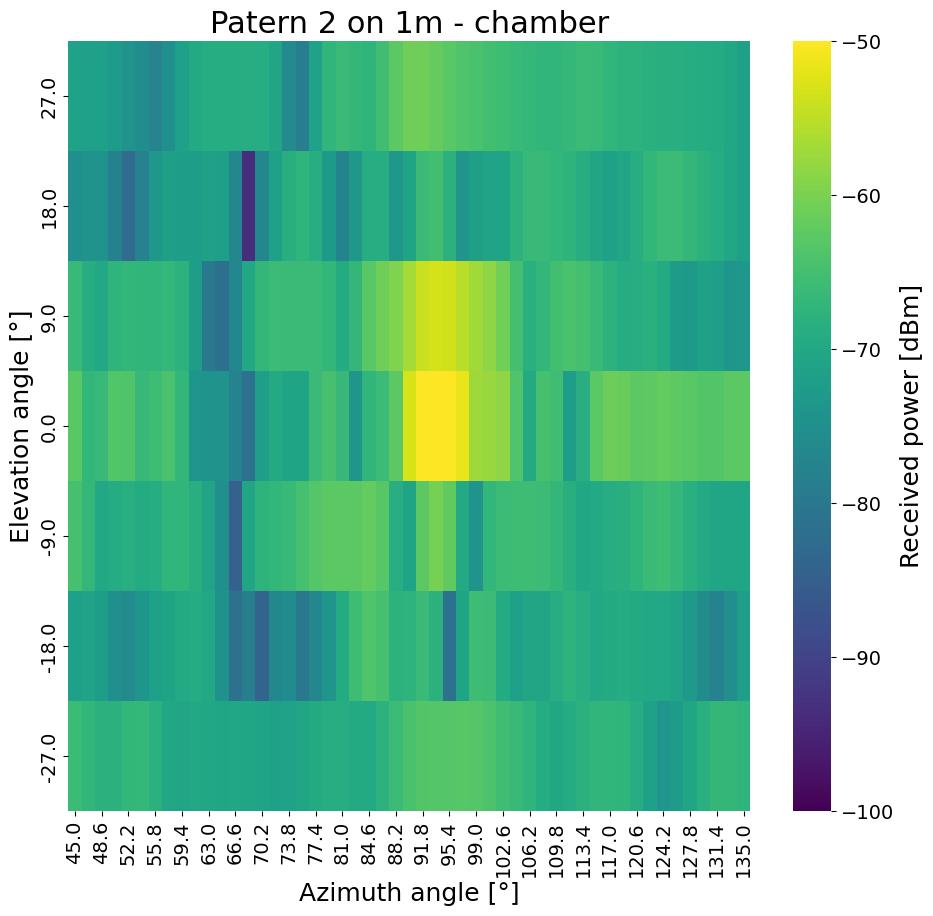 Patern 2 on 1m - chamber
Elevation angle [°]
27.0
18.0
9.0
0.0
-9.0
-18.0
-27.0
45.0 48.6 52.2 55.8 59.4 63.0 66.6 70.2 73.8 77.4 81.0 84.6 88.2 91.8 95.4 99.0 102.6 106.2 109.8 113.4 117.0 120.6 124.2 127.8 131.4 135.0
Azimuth angle [°]
−50
−60
−70
−80
−90
−100
Received power [dBm]